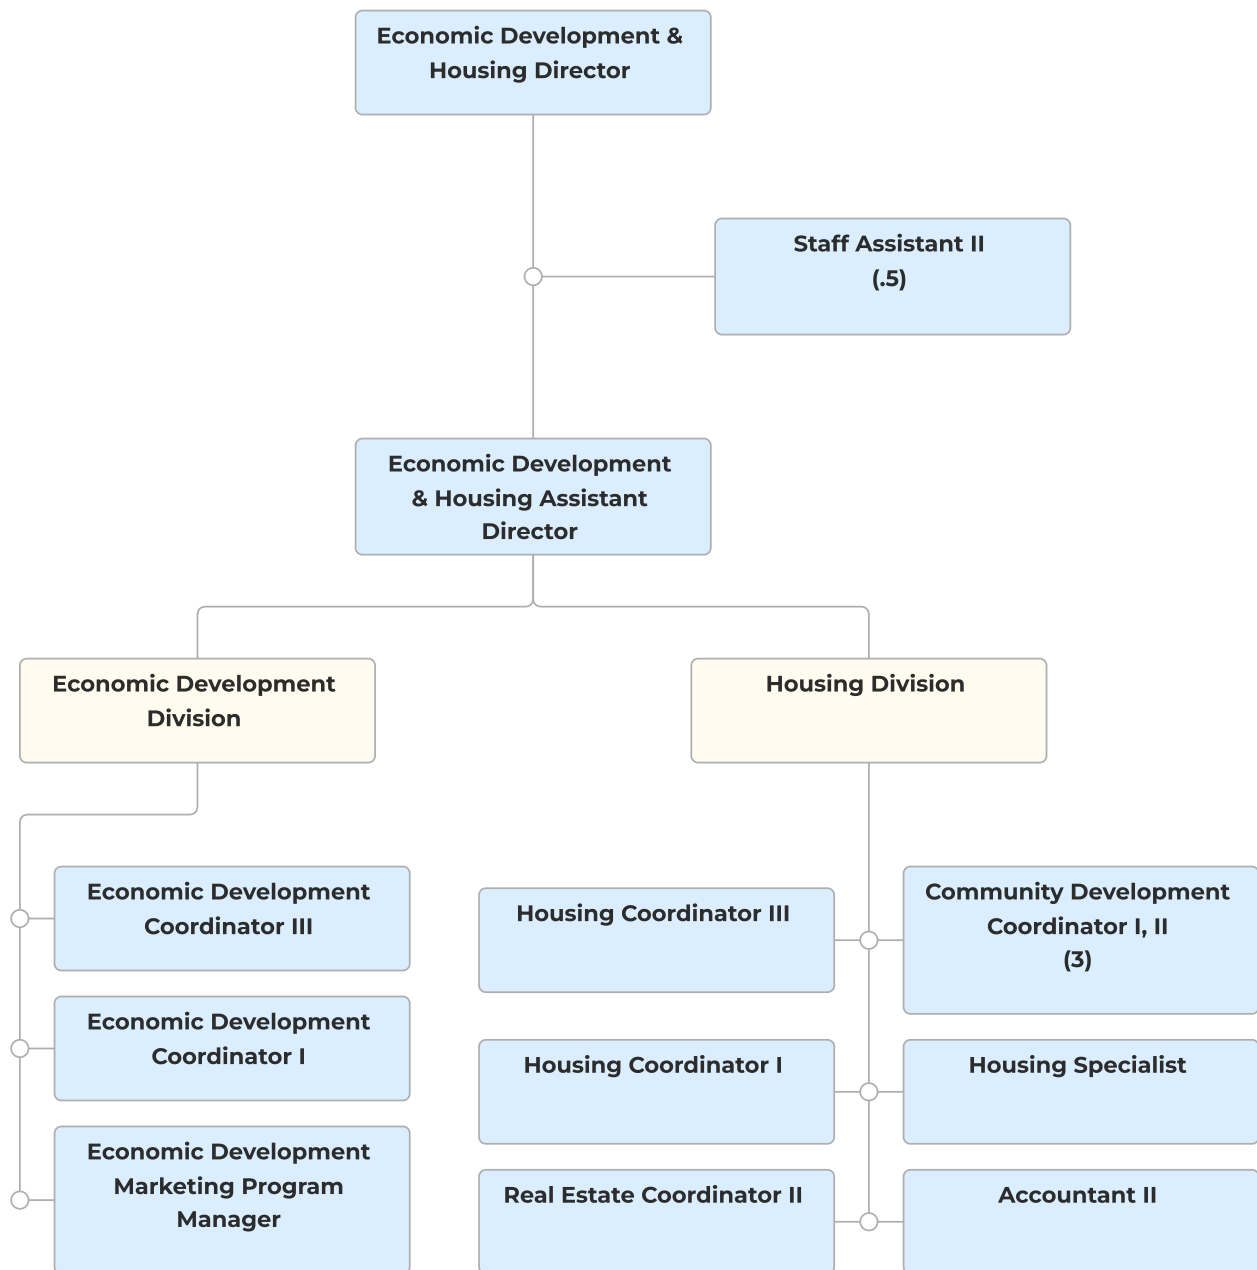 Economic Development &
Housing Director
Staff Assistant II
(.5)
Economic Development
& Housing Assistant
Director
Economic Development
Division
Housing Division
Economic Development
Coordinator III
Economic Development
Coordinator I
Economic Development
Marketing Program
Manager
Housing Coordinator III
Community Development
Coordinator I, II
(3)
Housing Coordinator I
Housing Specialist
Real Estate Coordinator II
Accountant II